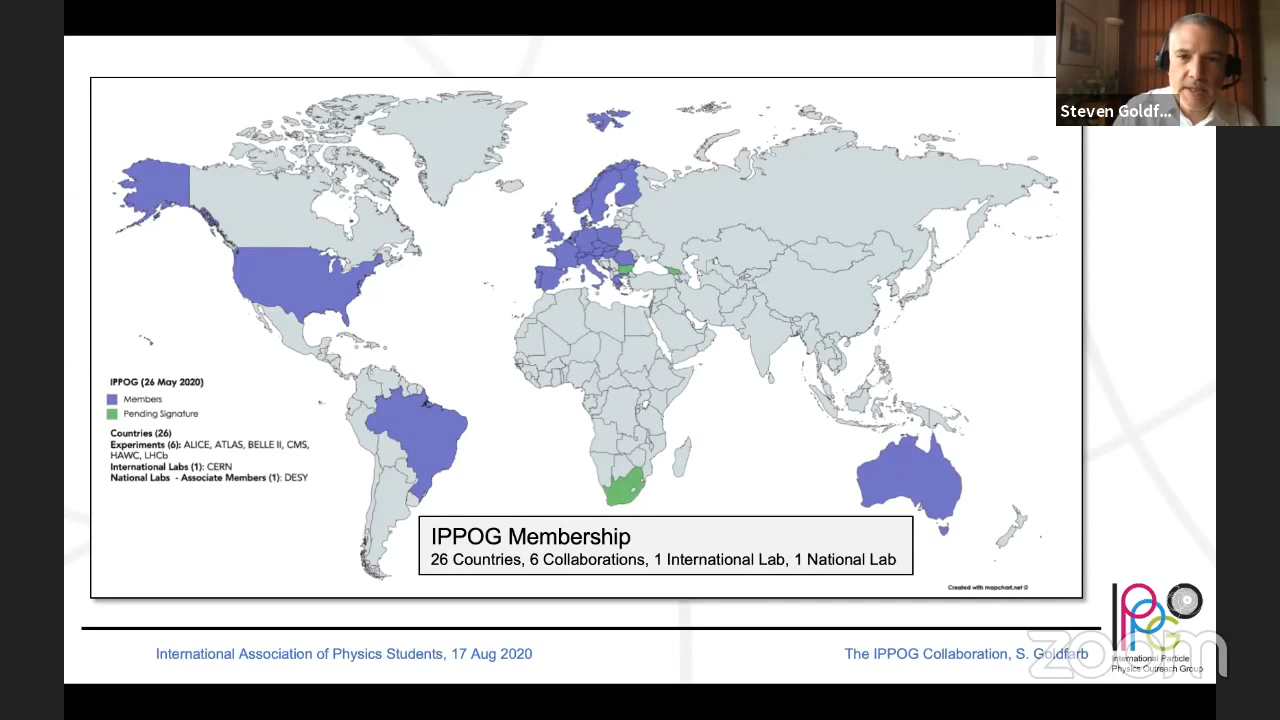 Steven Goldf...
IPPOG (26 May 2020)
Members
Pending Signature
Countries (26)
Experiments (6): ALICE, ATLAS, BELLE II, CMS,
HAWC, LHCb
International Labs (1): CERN
National Labs - Associate Members (1): DESY
IPPOG Membership
26 Countries, 6 Collaborations, 1 International Lab, 1 National Lab
Created with mapchart.net ©
International Association of Physics Students, 17 Aug 2020
The IPPOG Collaboration, S. Goldfarb
IPPOG
International Particle
Physics Outreach Group
zoom